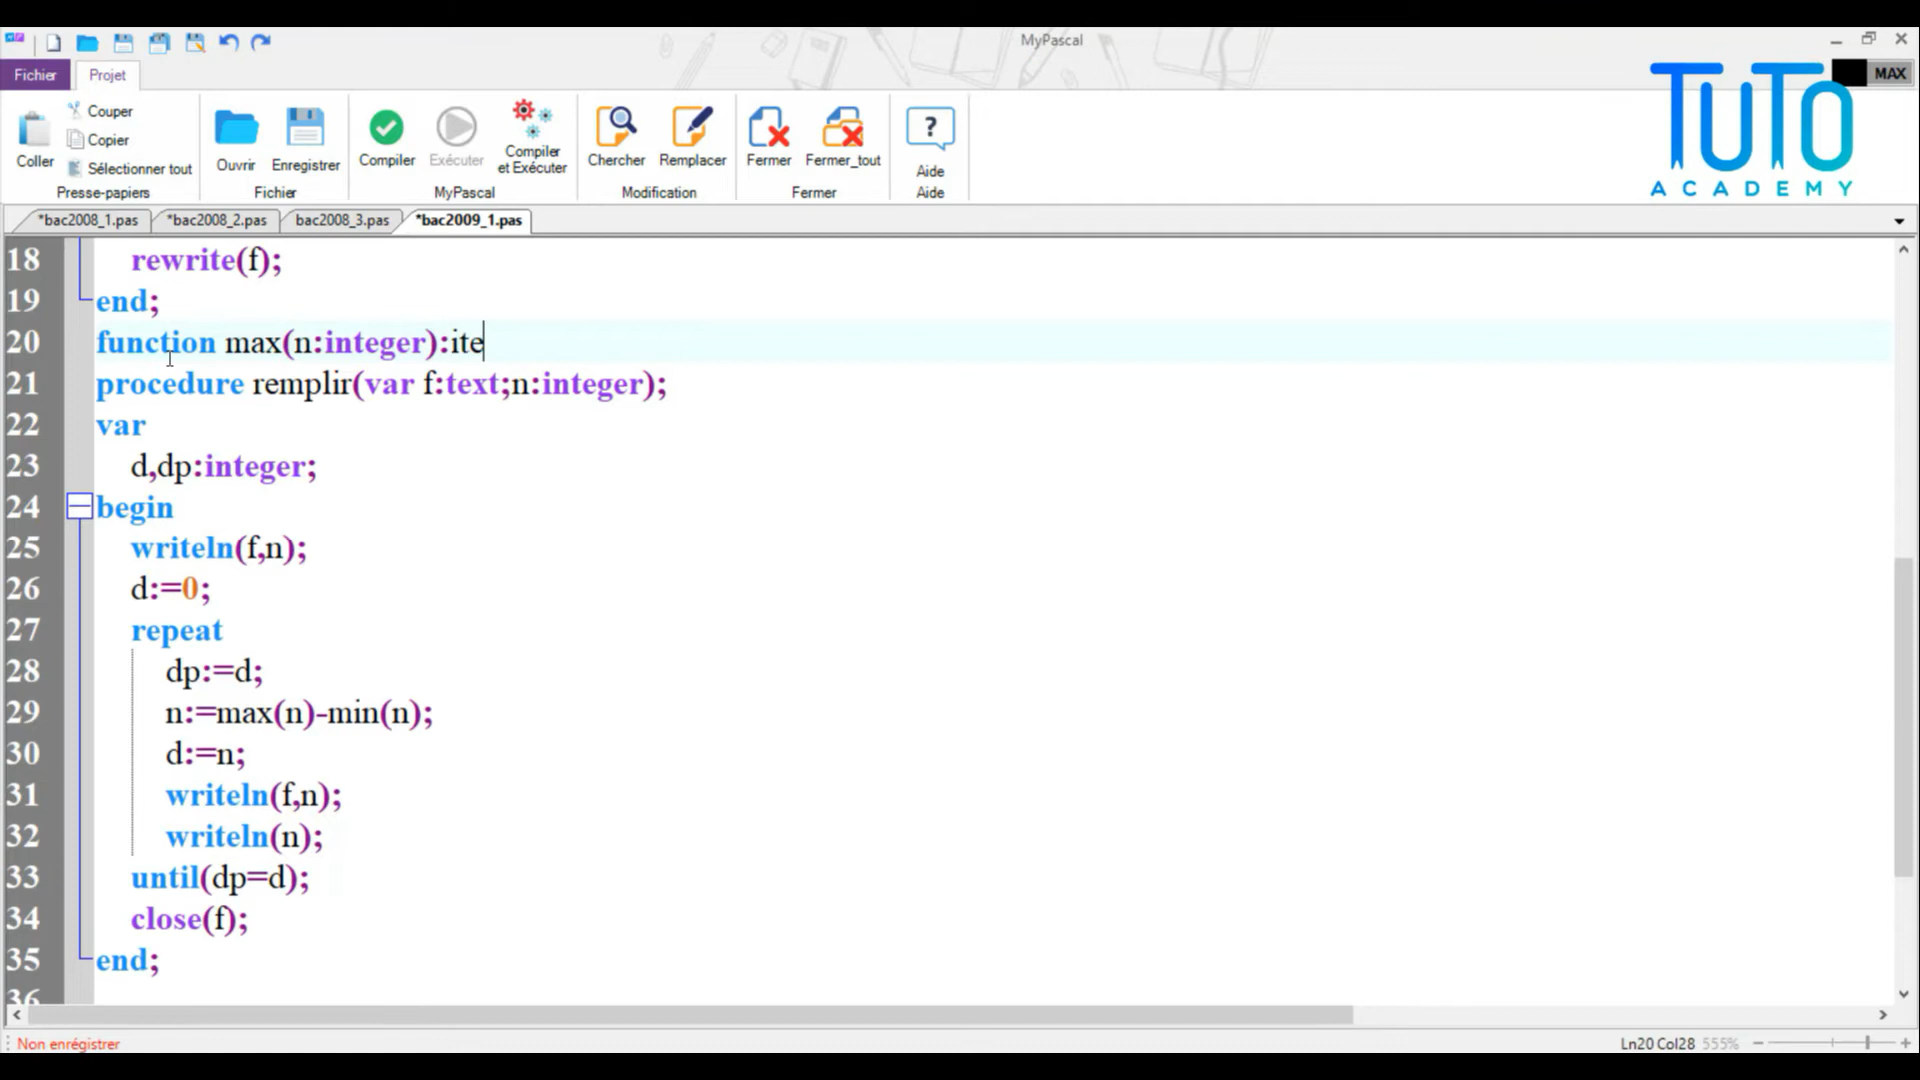 MyPascal
Fichier
Projet
MAX
TUTO
ACADEMY
Coller
Couper
Copier
Sélectionner tout
Presse-papiers
Ouvrir
Enregistrer
Fichier
Compiler
Exécuter
Compiler
et Exécuter
MyPascal
Chercher
Remplacer
Modification
Fermer
Fermer_tout
Fermer
?
Aide
Aide
*bac2008_1.pas
*bac2008_2.pas
bac2008_3.pas
*bac2009_1.pas
18 rewrite(f);
19 end;
20 function max(n:integer):ite
21 procedure remplir(var f:text;n:integer);
22 var
23 d,dp:integer;
24 begin
25 writeln(f,n);
26 d:=0;
27 repeat
28 dp:=d;
29 n:=max(n)-min(n);
30 d:=n;
31 writeln(f,n);
32 writeln(n);
33 until(dp=d);
34 close(f);
35 end;
36
Non enrégistrer
Ln20 Col28 555%